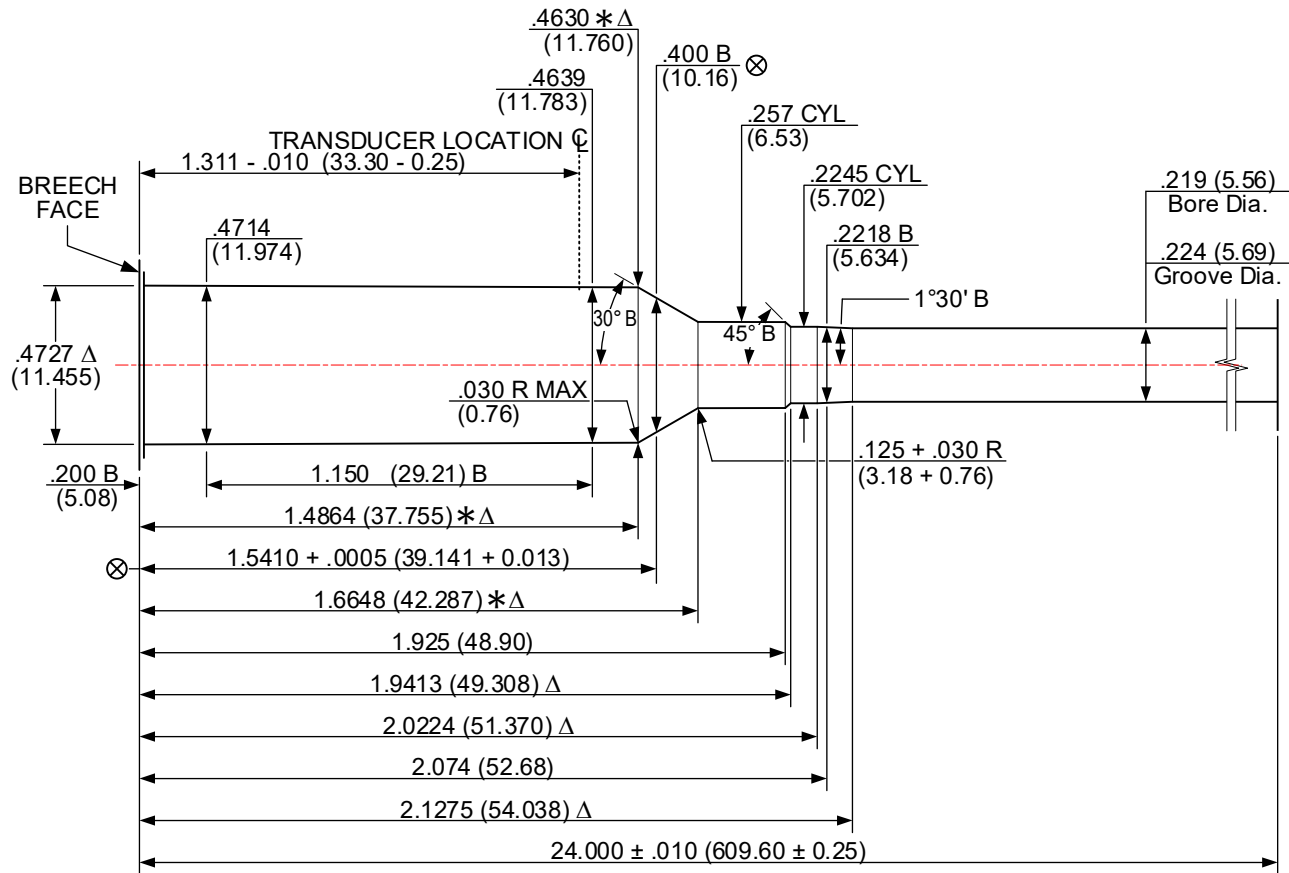 .4630 * Δ
(11.760)
.400 B ⊗
(10.16)
.4639
(11.783)
.257 CYL
(6.53)
TRANSDUCER LOCATION ℄
1.311 - .010 (33.30 - 0.25)
BREECH
FACE
.2245 CYL
(5.702)
.219 (5.56)
Bore Dia.
.4714
(11.974)
.2218 B
(5.634)
.224 (5.69)
Groove Dia.
1°30' B
30° B
45° B
.4727 Δ
(11.455)
.030 R MAX
(0.76)
.125 + .030 R
(3.18 + 0.76)
.200 B
(5.08)
1.150 (29.21) B
1.4864 (37.755) * Δ
⊗ 1.5410 + .0005 (39.141 + 0.013)
1.6648 (42.287) * Δ
1.925 (48.90)
1.9413 (49.308) Δ
2.0224 (51.370) Δ
2.074 (52.68)
2.1275 (54.038) Δ
24.000 ± .010 (609.60 ± 0.25)